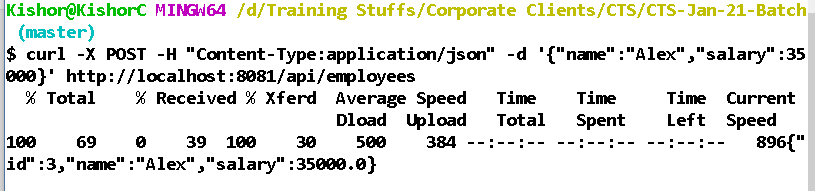 Kishor@KishorC MINGW64 /d/Training Stuffs/Corporate Clients/CTS/CTS-Jan-21-Batch
(master)
$ curl -X POST -H "Content-Type:application/json" -d '{"name":"Alex","salary":35
000}' http://localhost:8081/api/employees
% Total % Received % Xferd Average Speed Time Time Time Current
Dload Upload Total Spent Left Speed
100 69 0 39 100 30 500 384 --:--:-- --:--:-- --:--:-- 896{"
id":3,"name":"Alex","salary":35000.0}